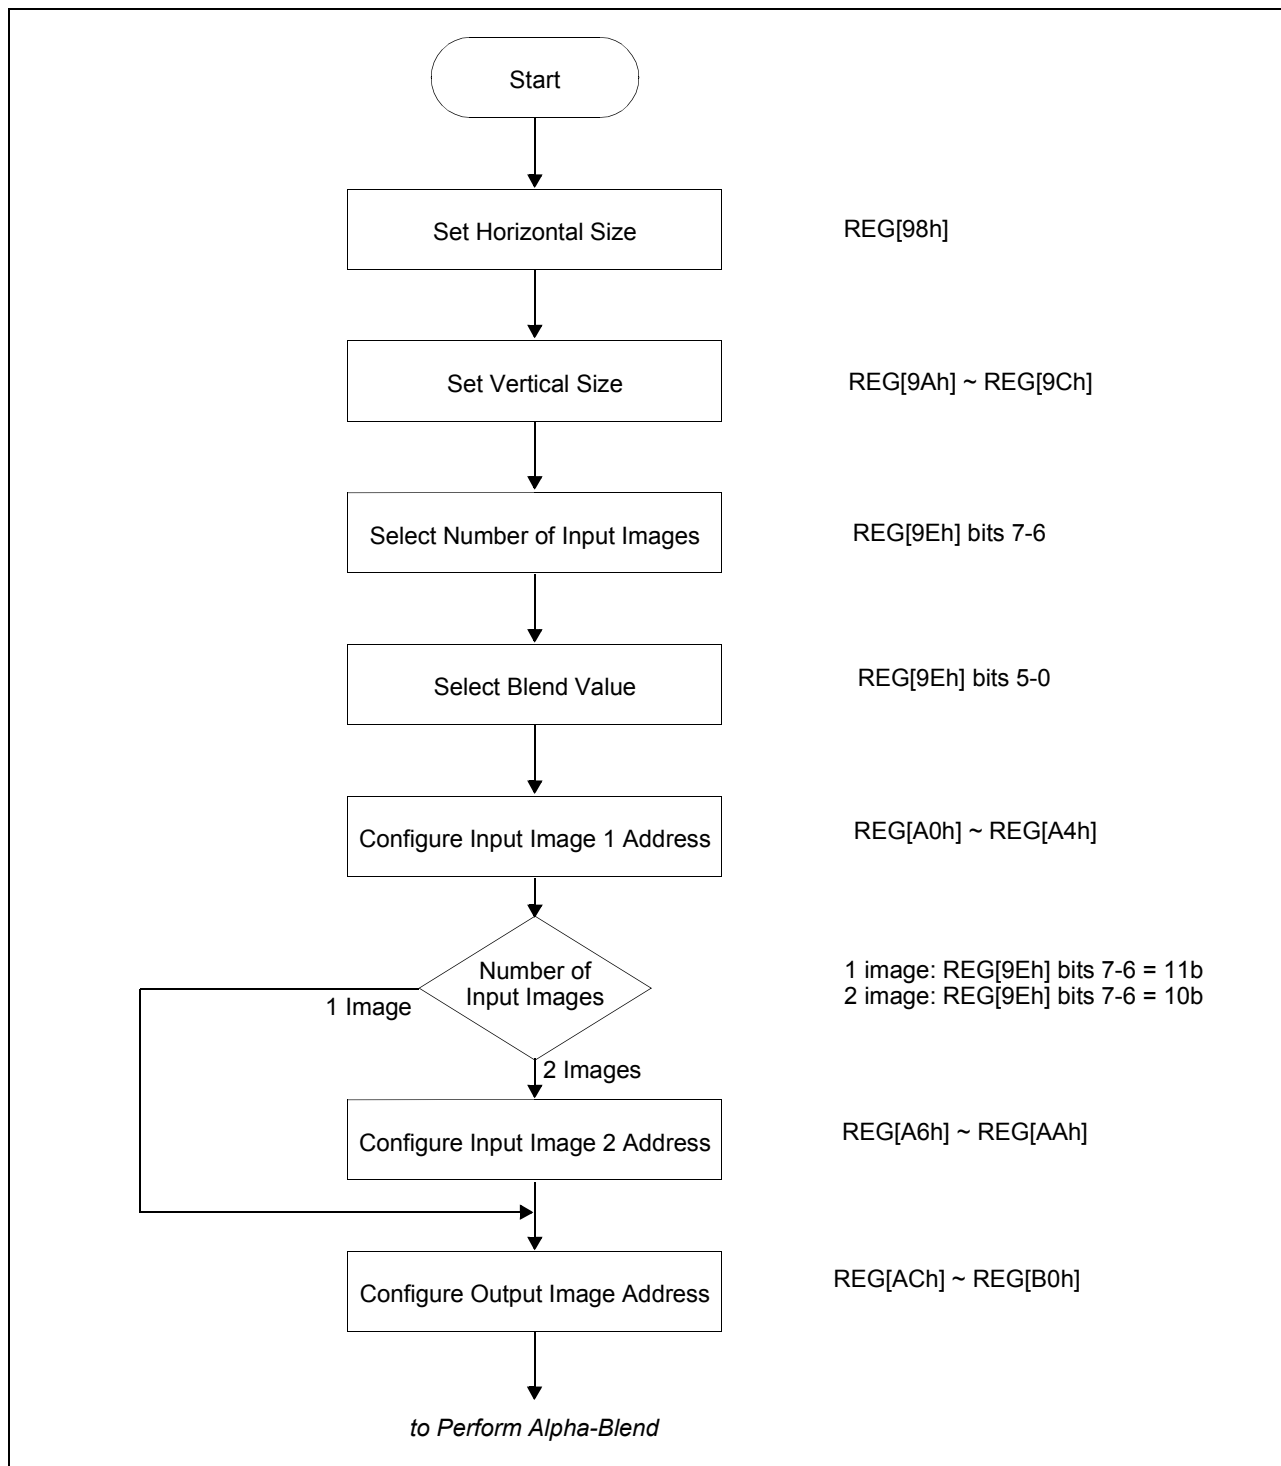 Start
Set Horizontal Size
REG[98h]
Set Vertical Size
REG[9Ah] ~ REG[9Ch]
Select Number of Input Images
REG[9Eh] bits 7-6
Select Blend Value
REG[9Eh] bits 5-0
Configure Input Image 1 Address
REG[A0h] ~ REG[A4h]
Number of
Input Images
1 image: REG[9Eh] bits 7-6 = 11b
2 image: REG[9Eh] bits 7-6 = 10b
1 Image
2 Images
Configure Input Image 2 Address
REG[A6h] ~ REG[AAh]
Configure Output Image Address
REG[ACh] ~ REG[B0h]
to Perform Alpha-Blend